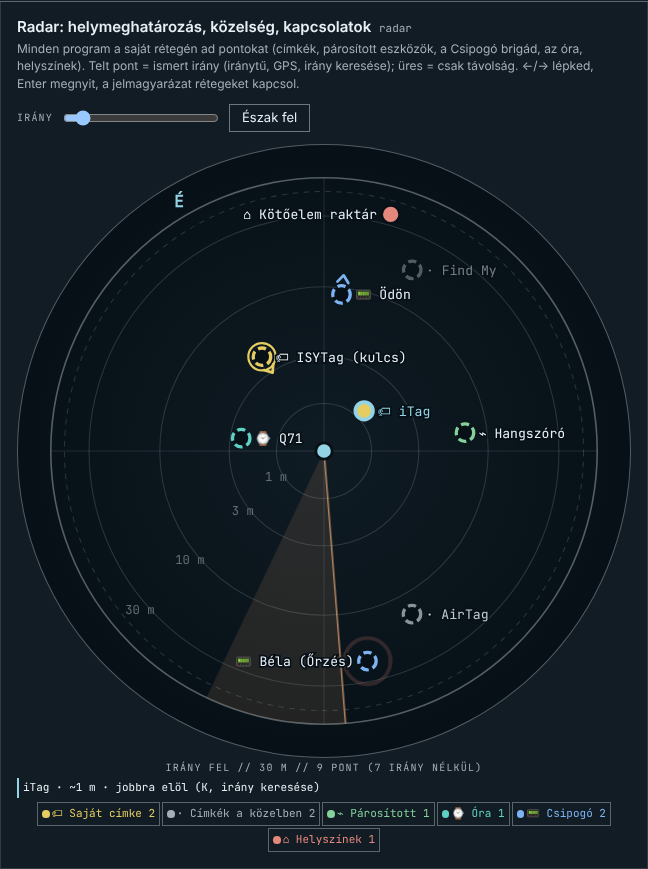 Radar: helymeghatározás, közelség, kapcsolatok radar
Minden program a saját rétegén ad pontokat (címkék, párosított eszközök, a Csipogó brigád, az óra,
helyszínek). Telt pont = ismert irány (iránytű, GPS, irány keresése); üres = csak távolság. ←/→ lépked,
Enter megnyit, a jelmagyarázat rétegeket kapcsol.
IRÁNY
Észak fel
É
⌂ Kötőelem raktár
· Find My
📟 Ödön
🏷 ISYTag (kulcs)
🏷 iTag
⌁ Hangszóró
⌚ Q71
1 m
3 m
10 m
30 m
· AirTag
📟 Béla (Őrzés)
IRÁNY FEL // 30 M // 9 PONT (7 IRÁNY NÉLKÜL)
iTag · ~1 m · jobbra elöl (K, irány keresése)
🏷 Saját címke 2
· Címkék a közelben 2
⌁ Párosított 1
⌚ Óra 1
📟 Csipogó 2
⌂ Helyszínek 1